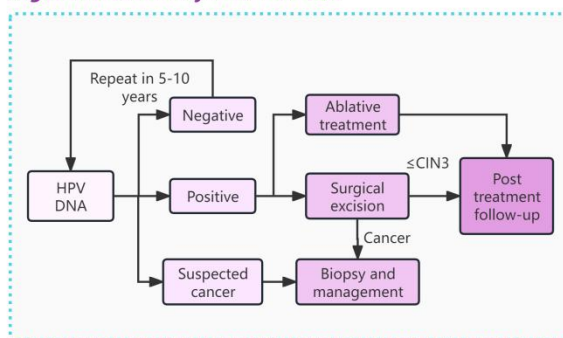 Repeat in 5-10
years
Negative
Ablative
treatment
≤CIN3
HPV
DNA
Positive
Surgical
excision
Post
treatment
follow-up
Cancer
Suspected
cancer
Biopsy and
management